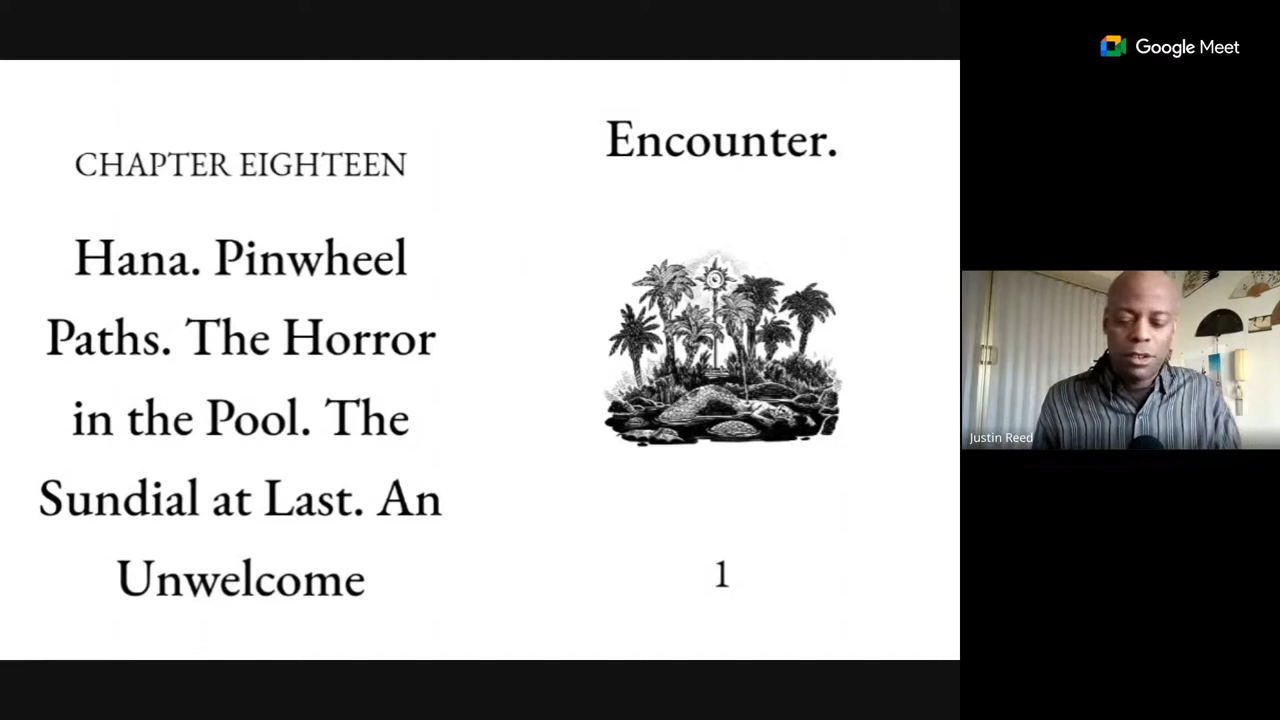 CHAPTER EIGHTEEN
Hana. Pinwheel
Paths. The Horror
in the Pool. The
Sundial at Last. An
Unwelcome
Encounter.
1
Google Meet
Justin Reed